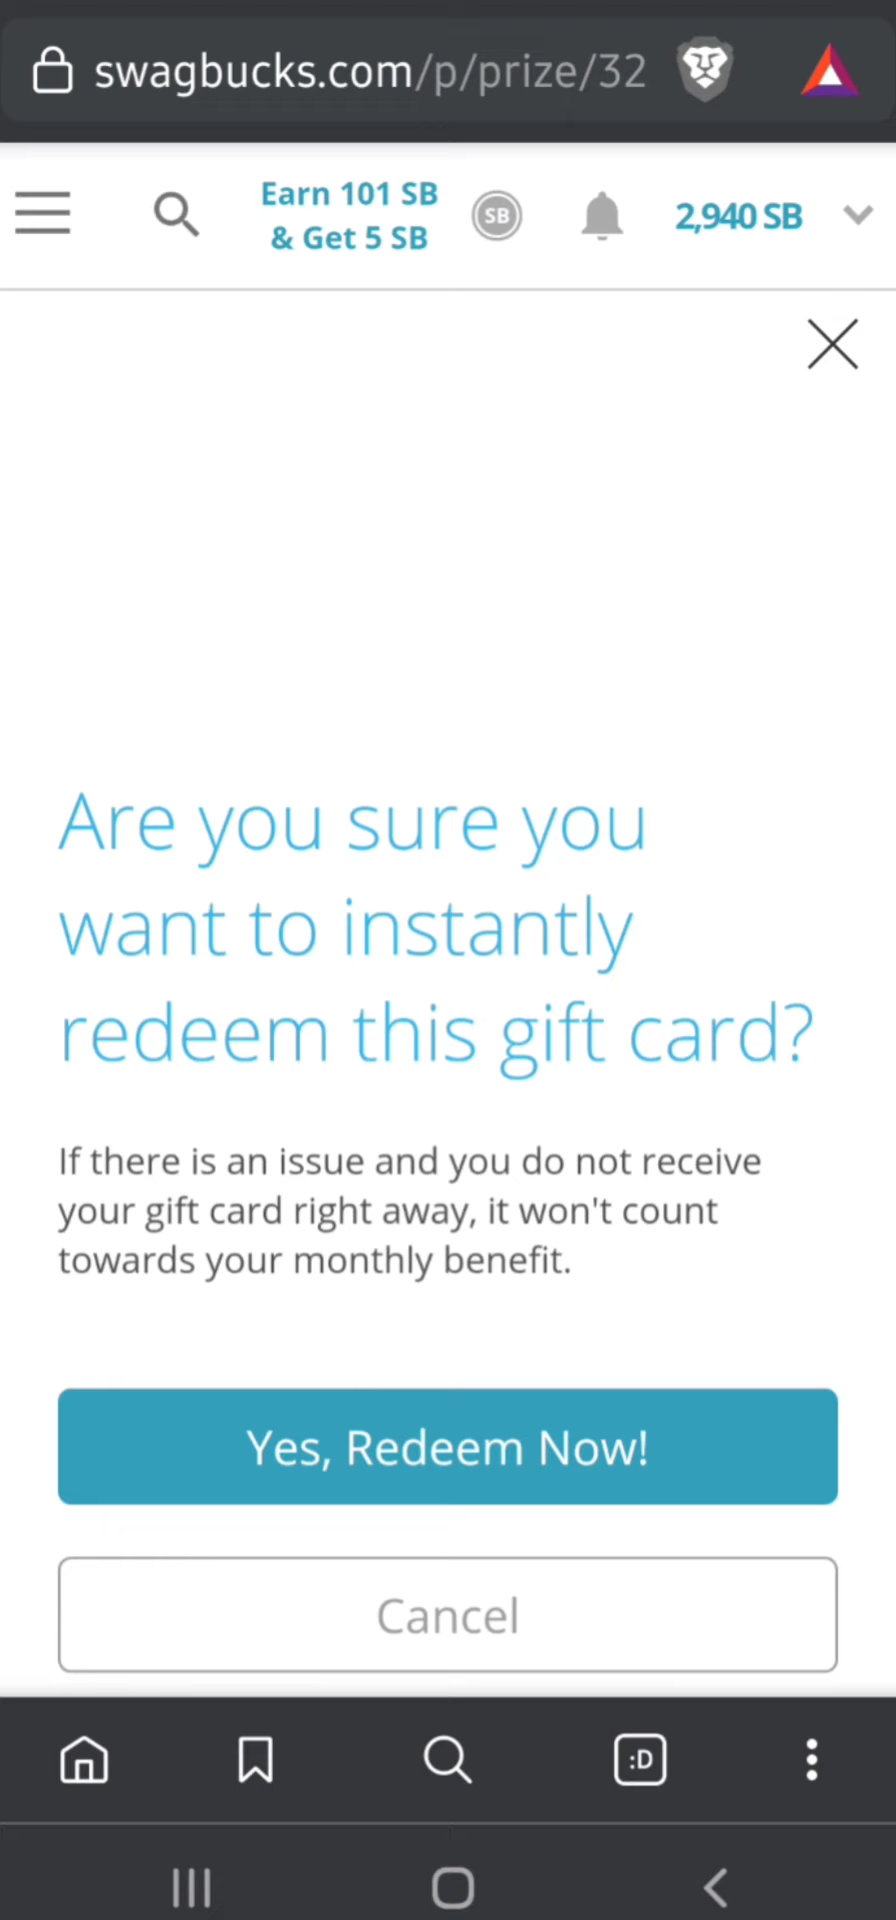 swagbucks.com/p/prize/32
Earn 101 SB
& Get 5 SB
SB
2,940 SB
Are you sure you
want to instantly
redeem this gift card?
If there is an issue and you do not receive
your gift card right away, it won't count
towards your monthly benefit.
Yes, Redeem Now!
Cancel
:D